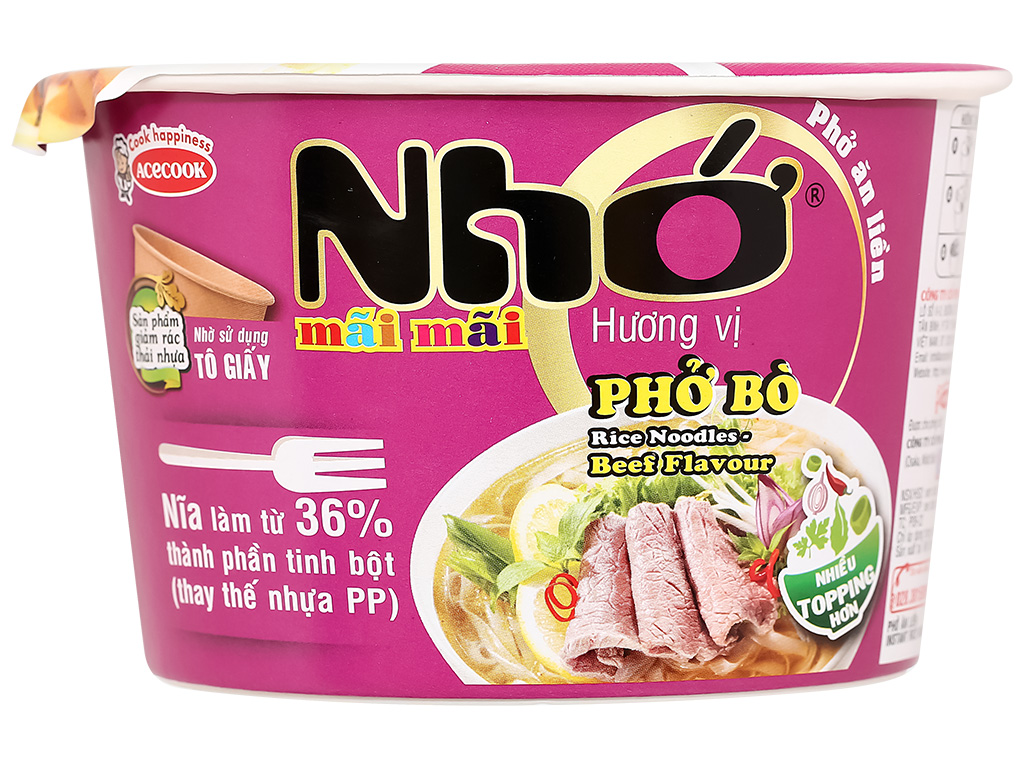 Cook happiness
ACECOOK
Nhớ®
mãi mãi
Phở ăn liền
Hương vị
PHỞ BÒ
Rice Noodles -
Beef Flavour
Sản phẩm
giảm rác
thải nhựa
Nhờ sử dụng
TÔ GIẤY
Nĩa làm từ 36%
thành phần tinh bột
(thay thế nhựa PP)
NHIỀU
TOPPING
HƠN